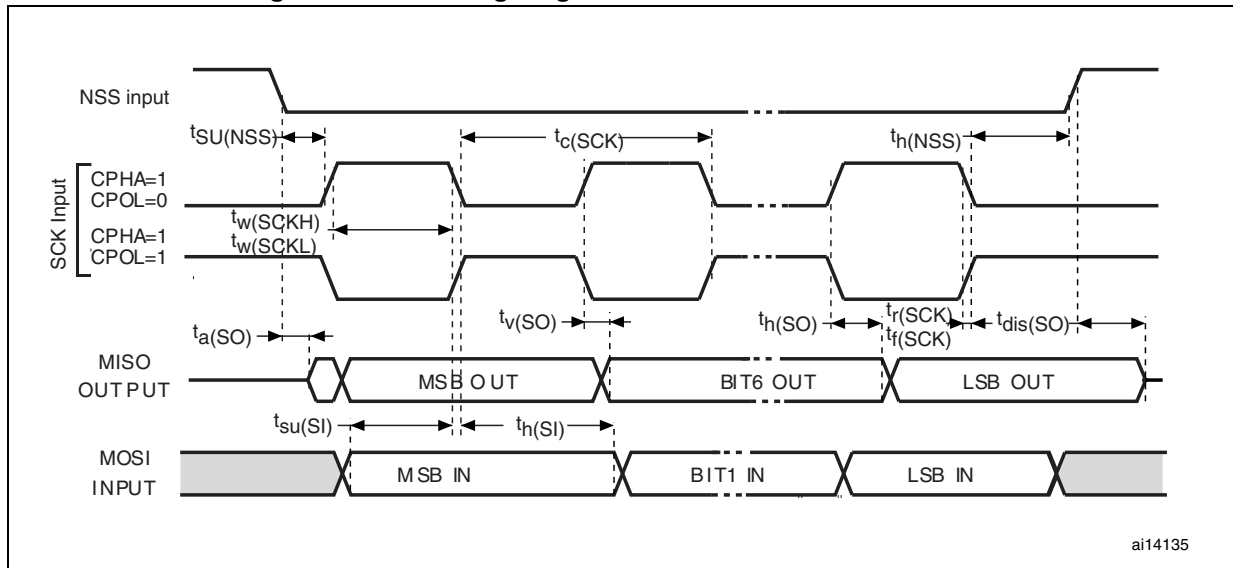 NSS input
tSU(NSS)
tc(SCK)
th(NSS)
SCK Input
CPHA=1
CPOL=0
tw(SCKH)
tw(SCKL)
CPHA=1
CPOL=1
ta(SO)
tv(SO)
th(SO)
tr(SCK)
tf(SCK)
tdis(SO)
MISO
OUTPUT
MSB OUT
BIT6 OUT
LSB OUT
tsu(SI)
th(SI)
MOSI
INPUT
MSB IN
BIT1 IN
LSB IN
ai14135